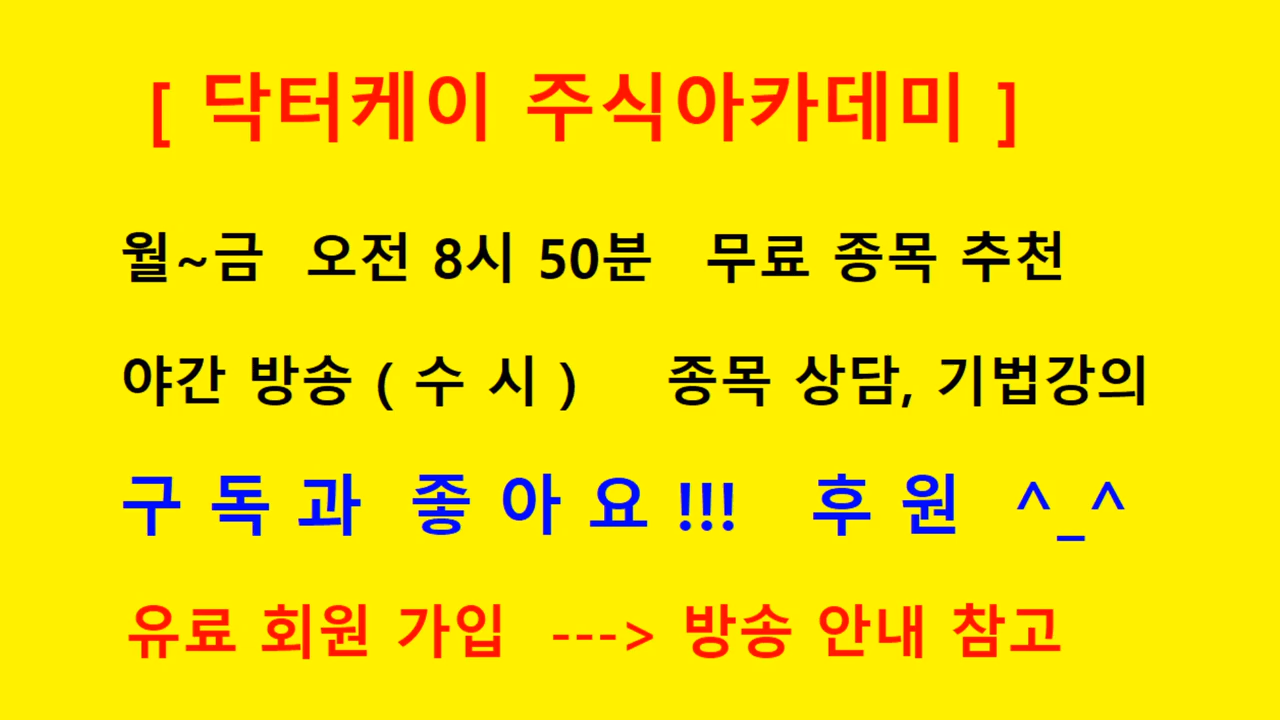 [ 닥터케이 주식아카데미 ]
월~금 오전 8시 50분 무료 종목 추천
야간 방송 ( 수 시 ) 종목 상담, 기법강의
구 독 과 좋 아 요 !!! 후 원 ^_^
유료 회원 가입 ---> 방송 안내 참고